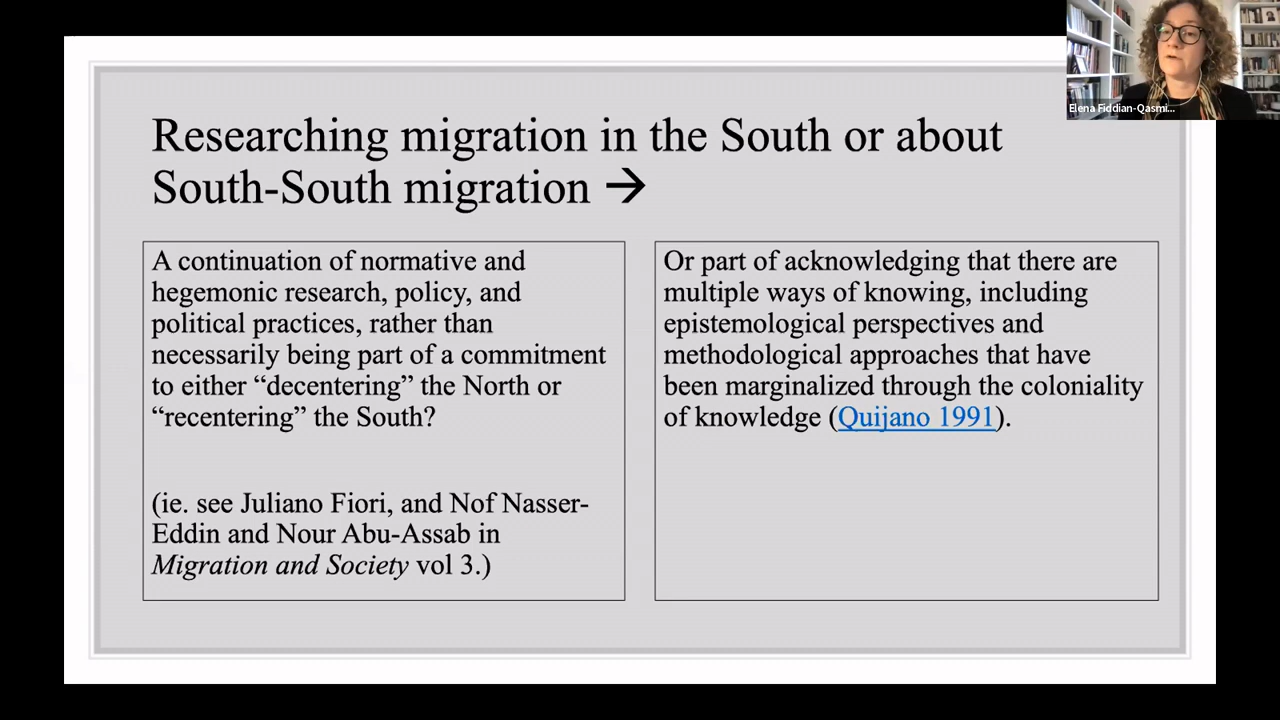 Elena Fiddian-Qasmi...
Researching migration in the South or about
South-South migration →
A continuation of normative and
hegemonic research, policy, and
political practices, rather than
necessarily being part of a commitment
to either “decentering” the North or
“recentering” the South?
(ie. see Juliano Fiori, and Nof Nasser-
Eddin and Nour Abu-Assab in
Migration and Society vol 3.)
Or part of acknowledging that there are
multiple ways of knowing, including
epistemological perspectives and
methodological approaches that have
been marginalized through the coloniality
of knowledge (Quijano 1991).